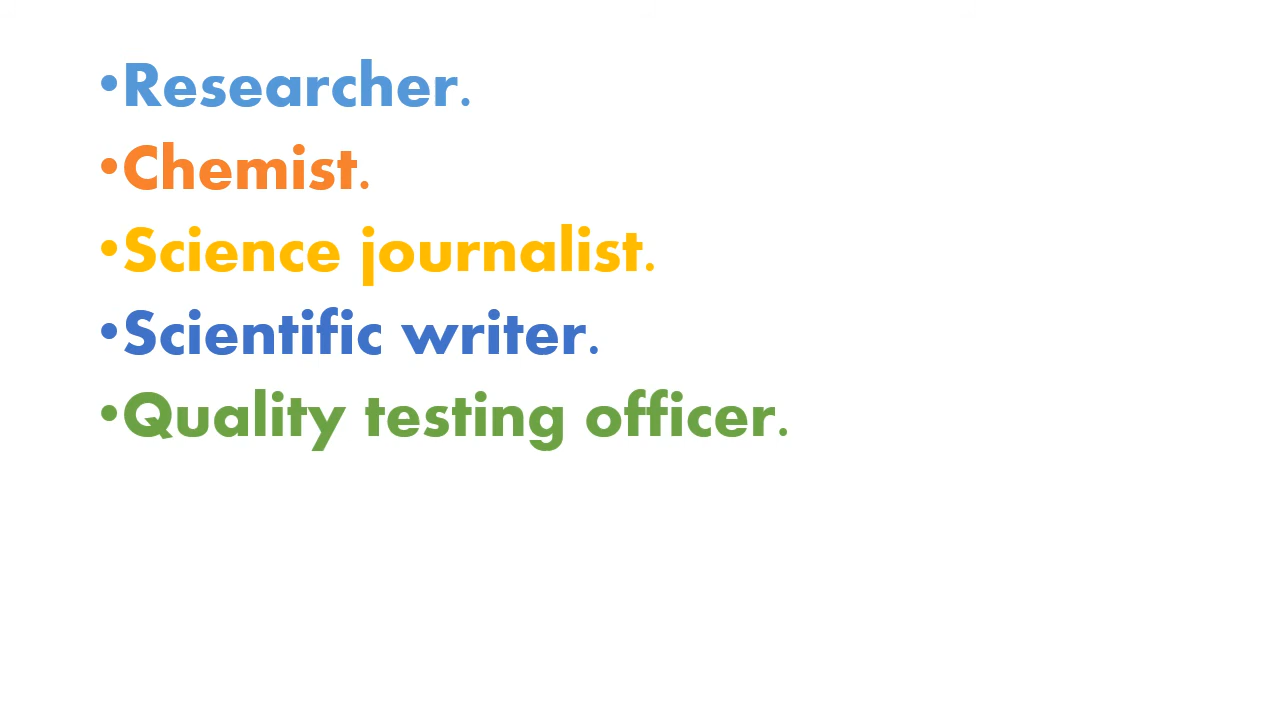 •Researcher.
•Chemist.
•Science journalist.
•Scientific writer.
•Quality testing officer.